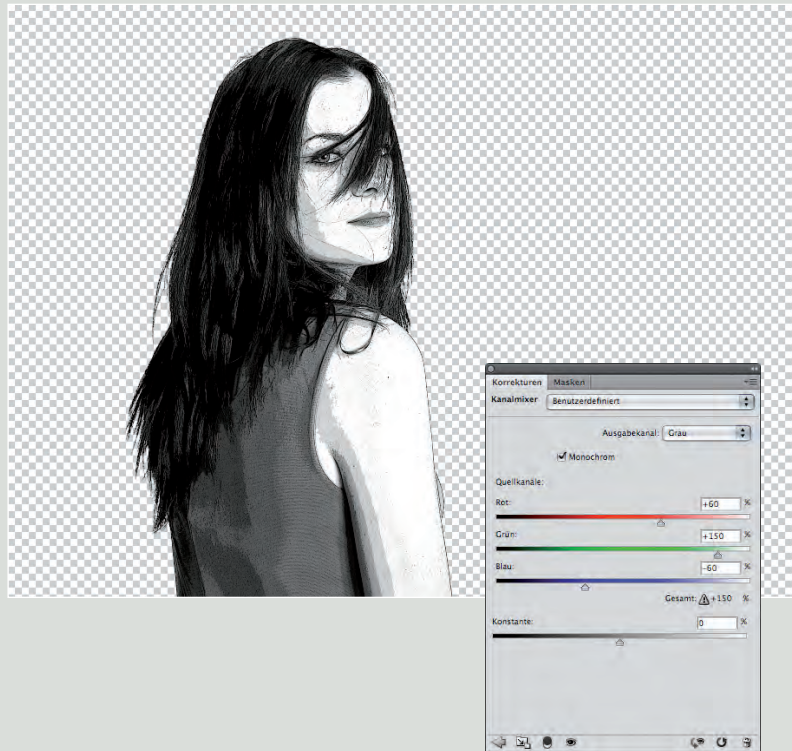 Korrekturen Masken
Kanalmixer Benutzerdefiniert
Ausgabekanal: Grau
Monochrom
Quellkanäle:
Rot: +60 %
Grün: +150 %
Blau: -60 %
Gesamt: +150 %
Konstante: 0 %